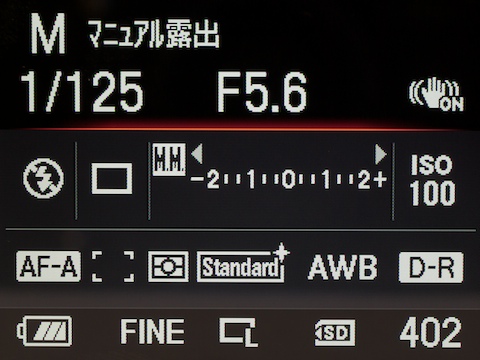 M マニュアル露出
1/125 F5.6 ON
M.M. -2 1 0 1 2+ ISO 100
AF-A Standard AWB D-R
FINE L SD 402